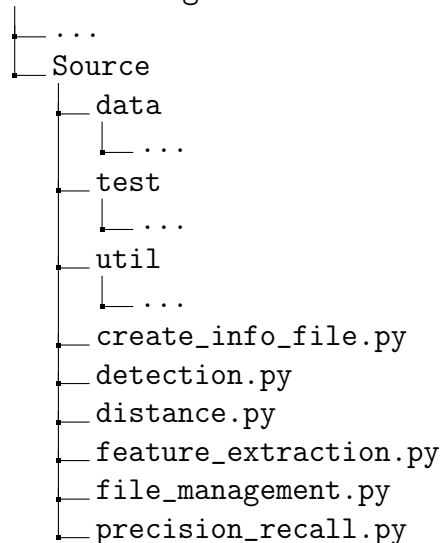 ...
Source
data
...
test
...
util
...
create_info_file.py
detection.py
distance.py
feature_extraction.py
file_management.py
precision_recall.py